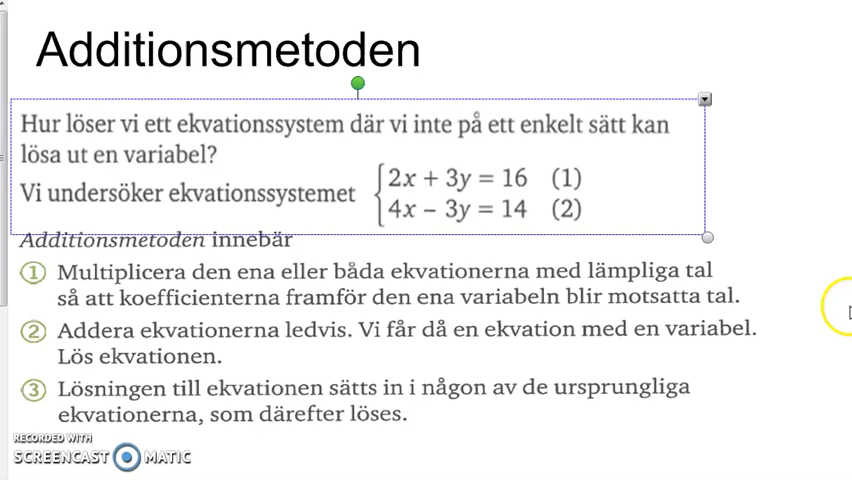 Additionsmetoden
Hur löser vi ett ekvationssystem där vi inte på ett enkelt sätt kan
lösa ut en variabel?
Vi undersöker ekvationssystemet
2x + 3y = 16 (1)
4x – 3y = 14 (2)
Additionsmetoden innebär
1 Multiplicera den ena eller båda ekvationerna med lämpliga tal
så att koefficienterna framför den ena variabeln blir motsatta tal.
2 Addera ekvationerna ledvis. Vi får då en ekvation med en variabel.
Lös ekvationen.
3 Lösningen till ekvationen sätts in i någon av de ursprungliga
ekvationerna, som därefter löses.
RECORDED WITH
SCREENCAST MATIC